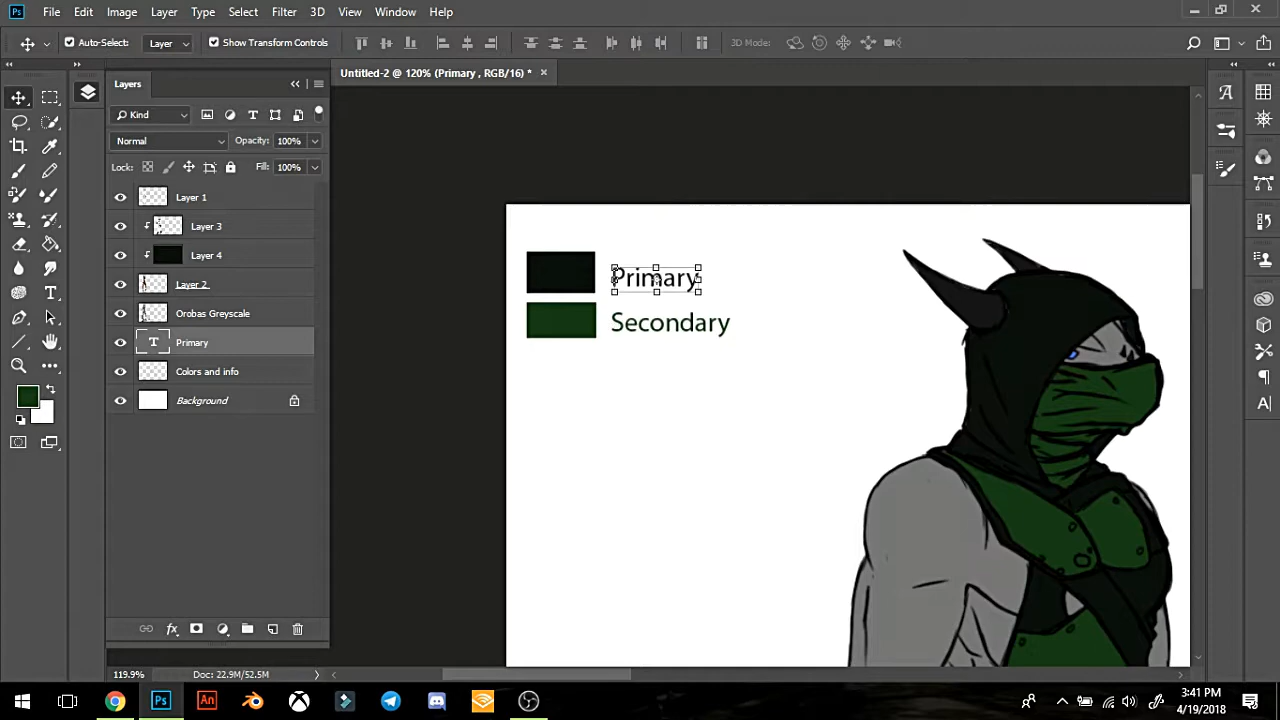 Ps File Edit Image Layer Type Select Filter 3D View Window Help
Auto-Select: Layer Show Transform Controls 3D Mode:
Untitled-2 @ 120% (Primary , RGB/16) * ×
Layers
Kind
Normal Opacity: 100%
Lock: Fill: 100%
Layer 1
Layer 3
Layer 4
Layer 2
Orobas Greyscale
Primary
Colors and info
Background
Primary
Secondary
119.9% Doc: 22.9M/52.5M
Ps An
3:41 PM
4/19/2018